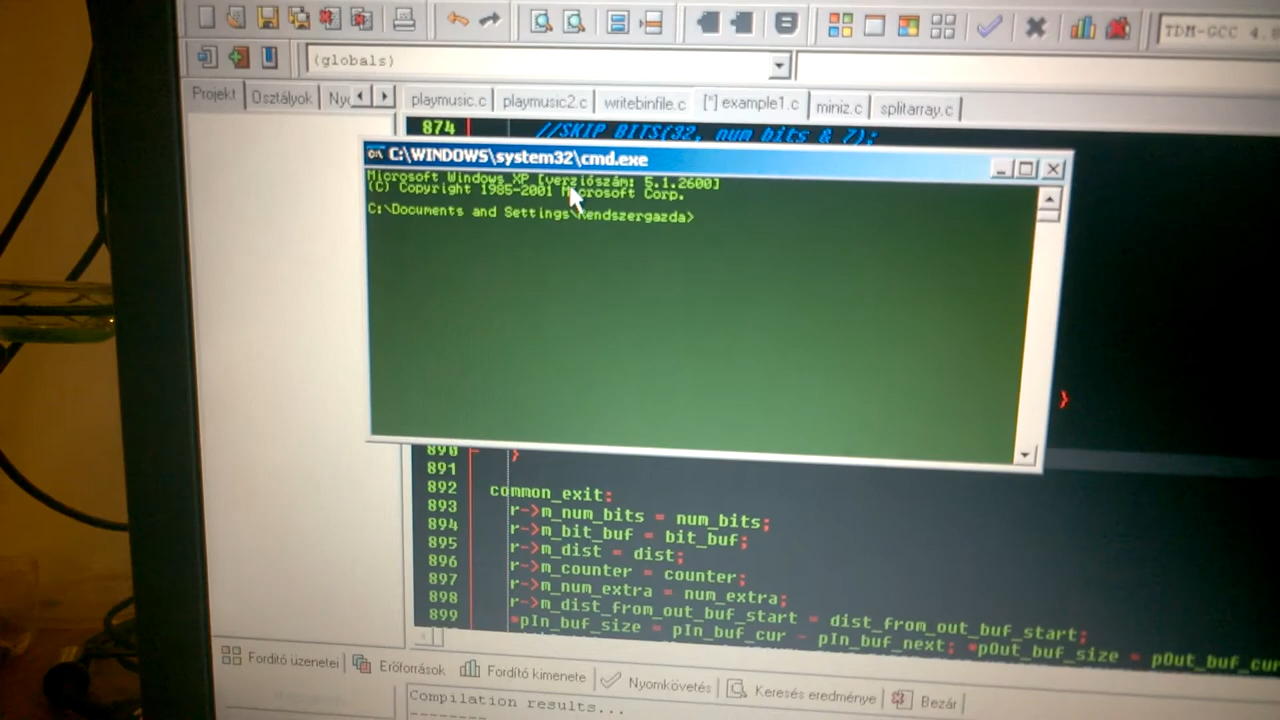 TDM-GCC 4.
(globals)
Projekt Osztályok
playmusic.c playmusic2.c writebinfile.c [*] example1.c miniz.c splitarray.c
874 //SKIP_BITS(32, num_bits & 7);
C:\WINDOWS\system32\cmd.exe
Microsoft Windows XP [verziószám: 5.1.2600]
(C) Copyright 1985-2001 Microsoft Corp.
C:\Documents and Settings\Rendszergazda>
}
890 }
891
892 common_exit:
893 r->m_num_bits = num_bits;
894 r->m_bit_buf = bit_buf;
895 r->m_dist = dist;
896 r->m_counter = counter;
897 r->m_num_extra = num_extra;
898 r->m_dist_from_out_buf_start = dist_from_out_buf_start;
899 *pIn_buf_size = pIn_buf_cur - pIn_buf_next; *pOut_buf_size = pOut_buf_cur
Fordító üzenetei Erőforrások Fordító kimenete Nyomkövetés Keresés eredménye Bezár
Compilation results...
--------